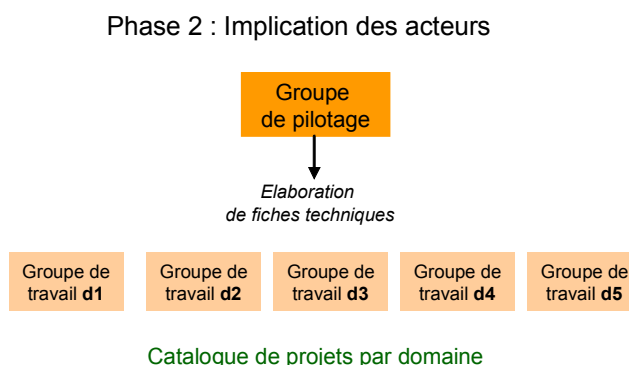 Phase 2 : Implication des acteurs
Groupe
de pilotage
Elaboration
de fiches techniques
Groupe de
travail d1
Groupe de
travail d2
Groupe de
travail d3
Groupe de
travail d4
Groupe de
travail d5
Catalogue de projets par domaine